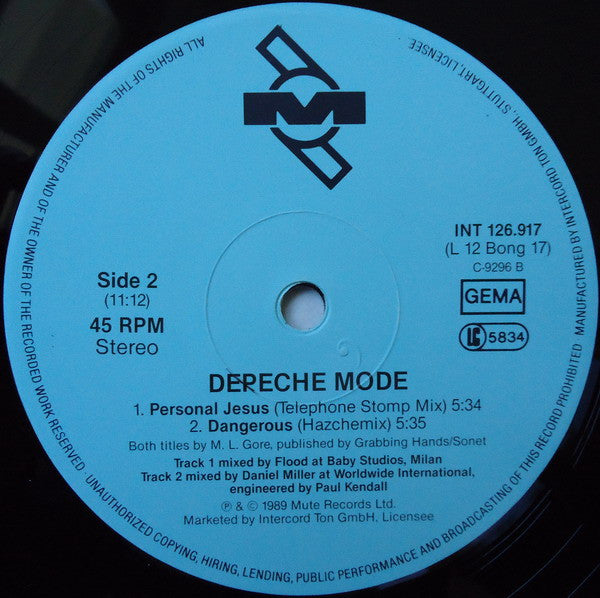 M
INT 126.917
(L 12 Bong 17)
C-9296 B
GEMA
LC 5834
Side 2
(11:12)
45 RPM
Stereo
DEPECHE MODE
1. Personal Jesus (Telephone Stomp Mix) 5:34
2. Dangerous (Hazchemix) 5:35
Both titles by M. L. Gore, published by Grabbing Hands/Sonet
Track 1 mixed by Flood at Baby Studios, Milan
Track 2 mixed by Daniel Miller at Worldwide International,
engineered by Paul Kendall
℗ & © 1989 Mute Records Ltd.
Marketed by Intercord Ton GmbH, Licensee
ALL RIGHTS OF THE MANUFACTURER AND OF THE OWNER OF THE RECORDED WORK RESERVED · UNAUTHORIZED COPYING, HIRING, LENDING, PUBLIC PERFORMANCE AND BROADCASTING OF THIS RECORD PROHIBITED MANUFACTURED BY INTERCORD TON GMBH, STUTTGART, LICENSEE